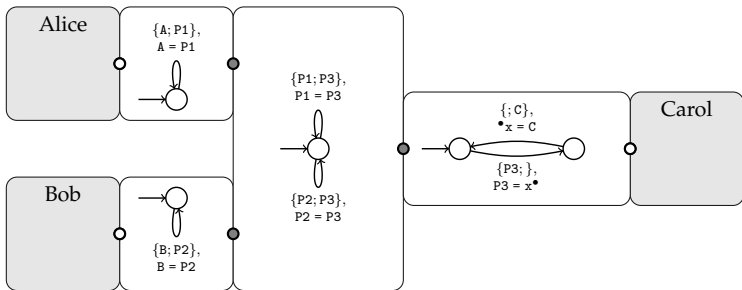 Alice
{A; P1},
A = P1
Bob
{B; P2},
B = P2
{P1; P3},
P1 = P3
{P2; P3},
P2 = P3
{; C},
•x = C
{P3; },
P3 = x•
Carol